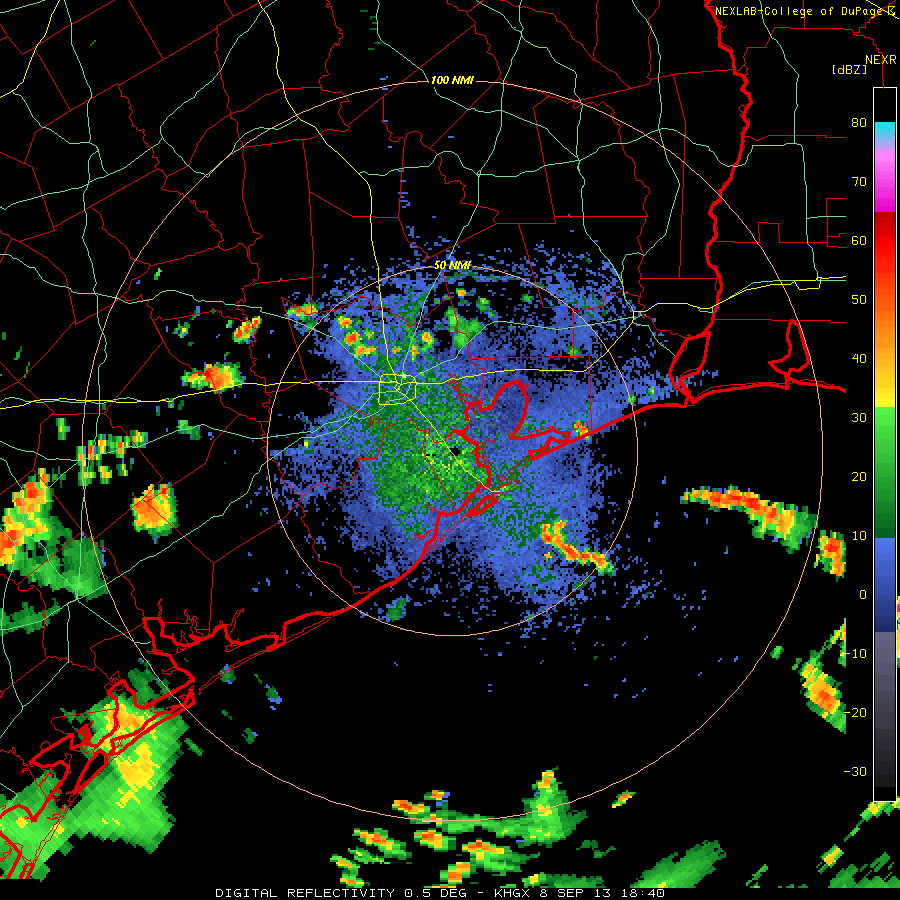 NEXLAB-College of DuPage
NEXR
[dBZ]
100 NMI
80
70
60
50 NMI
50
40
30
20
10
0
-10
-20
-30
DIGITAL REFLECTIVITY 0.5 DEG - KHGX 8 SEP 13 18:40